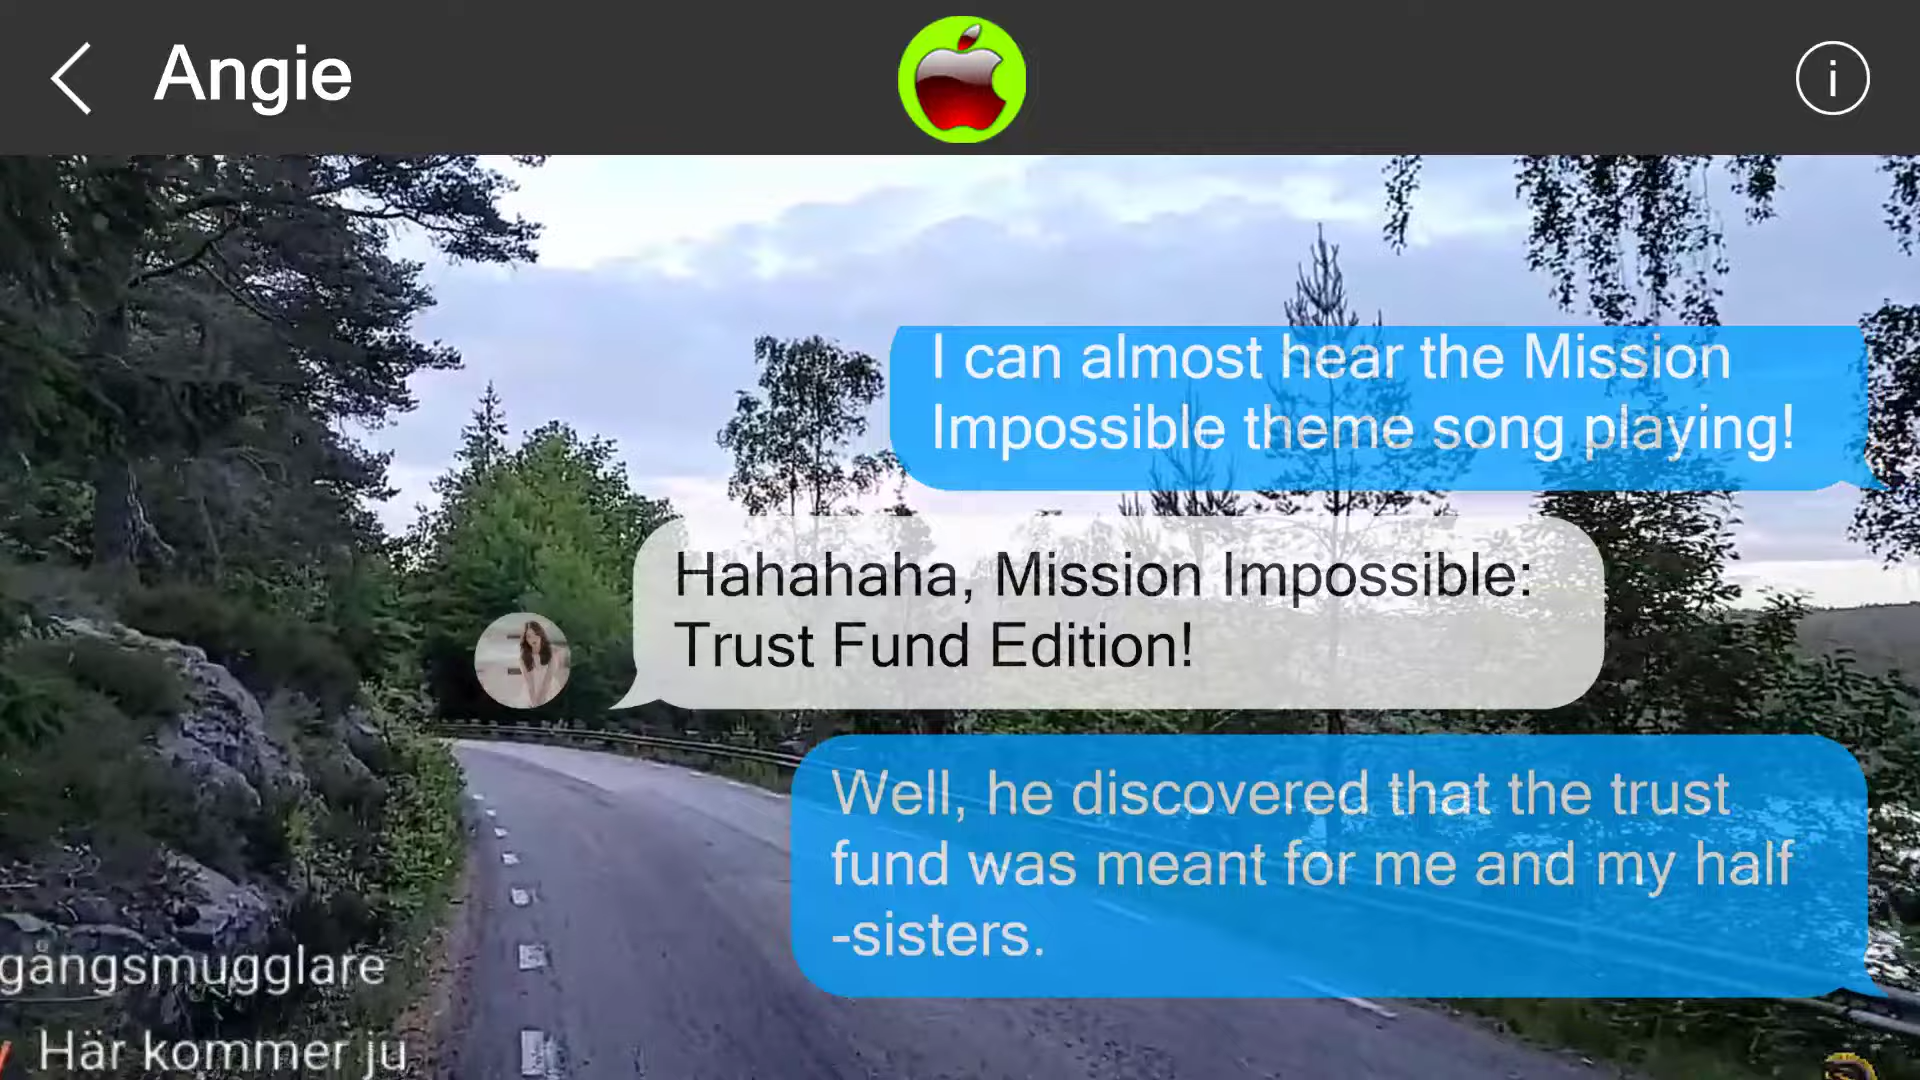 Angie
i
I can almost hear the Mission
Impossible theme song playing!
Hahahaha, Mission Impossible:
Trust Fund Edition!
Well, he discovered that the trust
fund was meant for me and my half
-sisters.
gångsmugglare
Här kommer ju